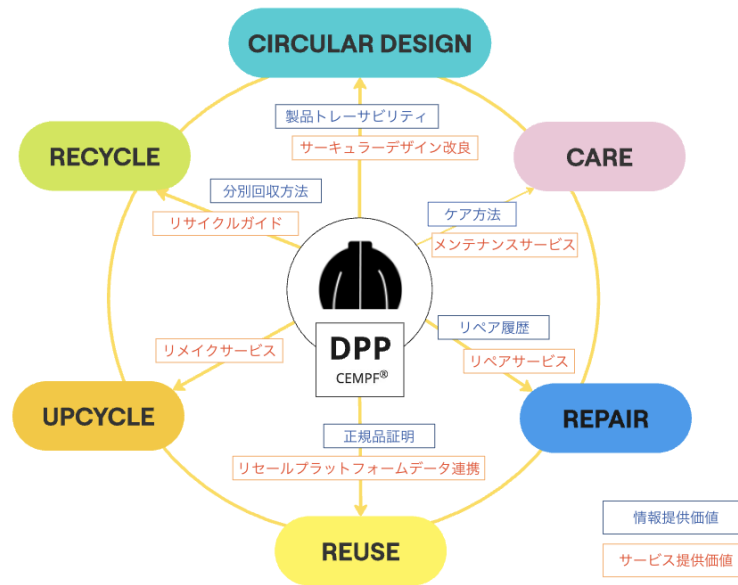 CIRCULAR DESIGN
製品トレーサビリティ
サーキュラーデザイン改良
RECYCLE
CARE
分別回収方法
リサイクルガイド
ケア方法
メンテナンスサービス
リペア履歴
リメイクサービス
リペアサービス
DPP
CEMPF®
UPCYCLE
REPAIR
正規品証明
リセールプラットフォームデータ連携
REUSE
情報提供価値
サービス提供価値